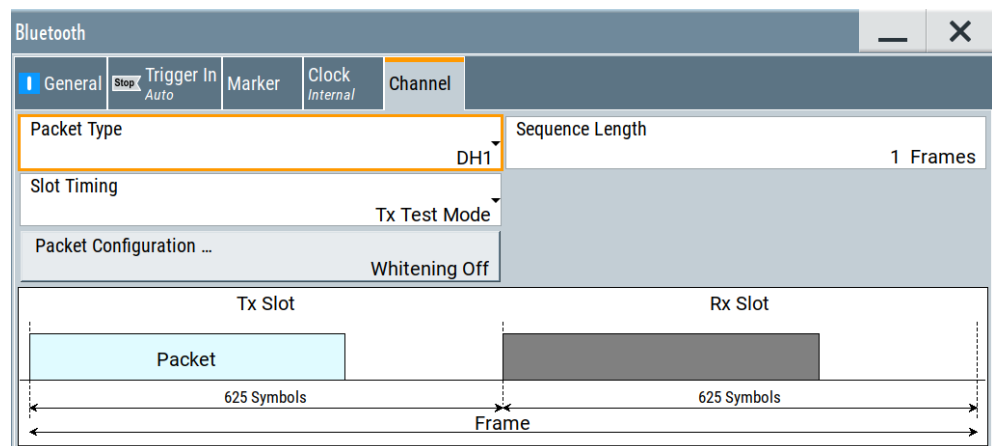 Bluetooth
General
Stop Trigger In
Auto
Marker
Clock
Internal
Channel
Packet Type
DH1
Sequence Length
1 Frames
Slot Timing
Tx Test Mode
Packet Configuration ...
Whitening Off
Tx Slot Rx Slot
Packet
625 Symbols 625 Symbols
Frame